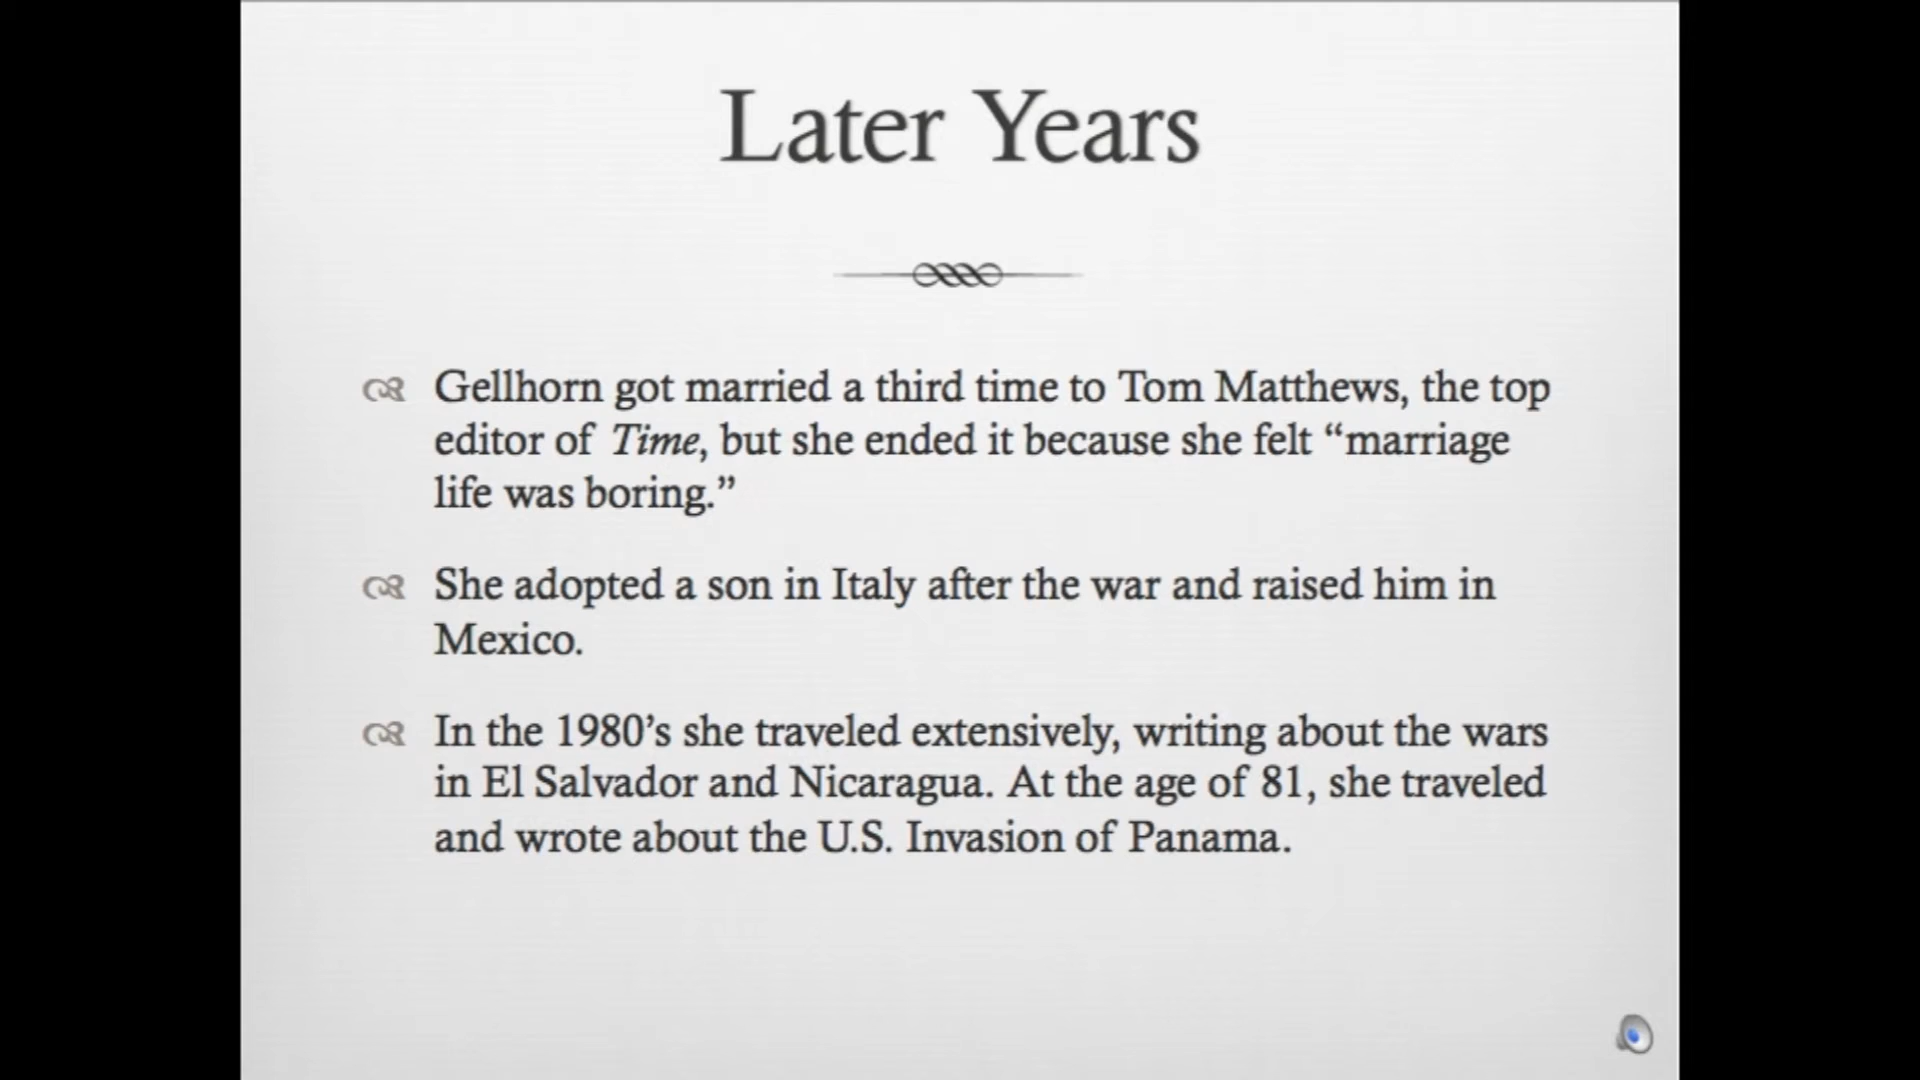 Later Years
Gellhorn got married a third time to Tom Matthews, the top
editor of Time, but she ended it because she felt “marriage
life was boring.”
She adopted a son in Italy after the war and raised him in
Mexico.
In the 1980’s she traveled extensively, writing about the wars
in El Salvador and Nicaragua. At the age of 81, she traveled
and wrote about the U.S. Invasion of Panama.